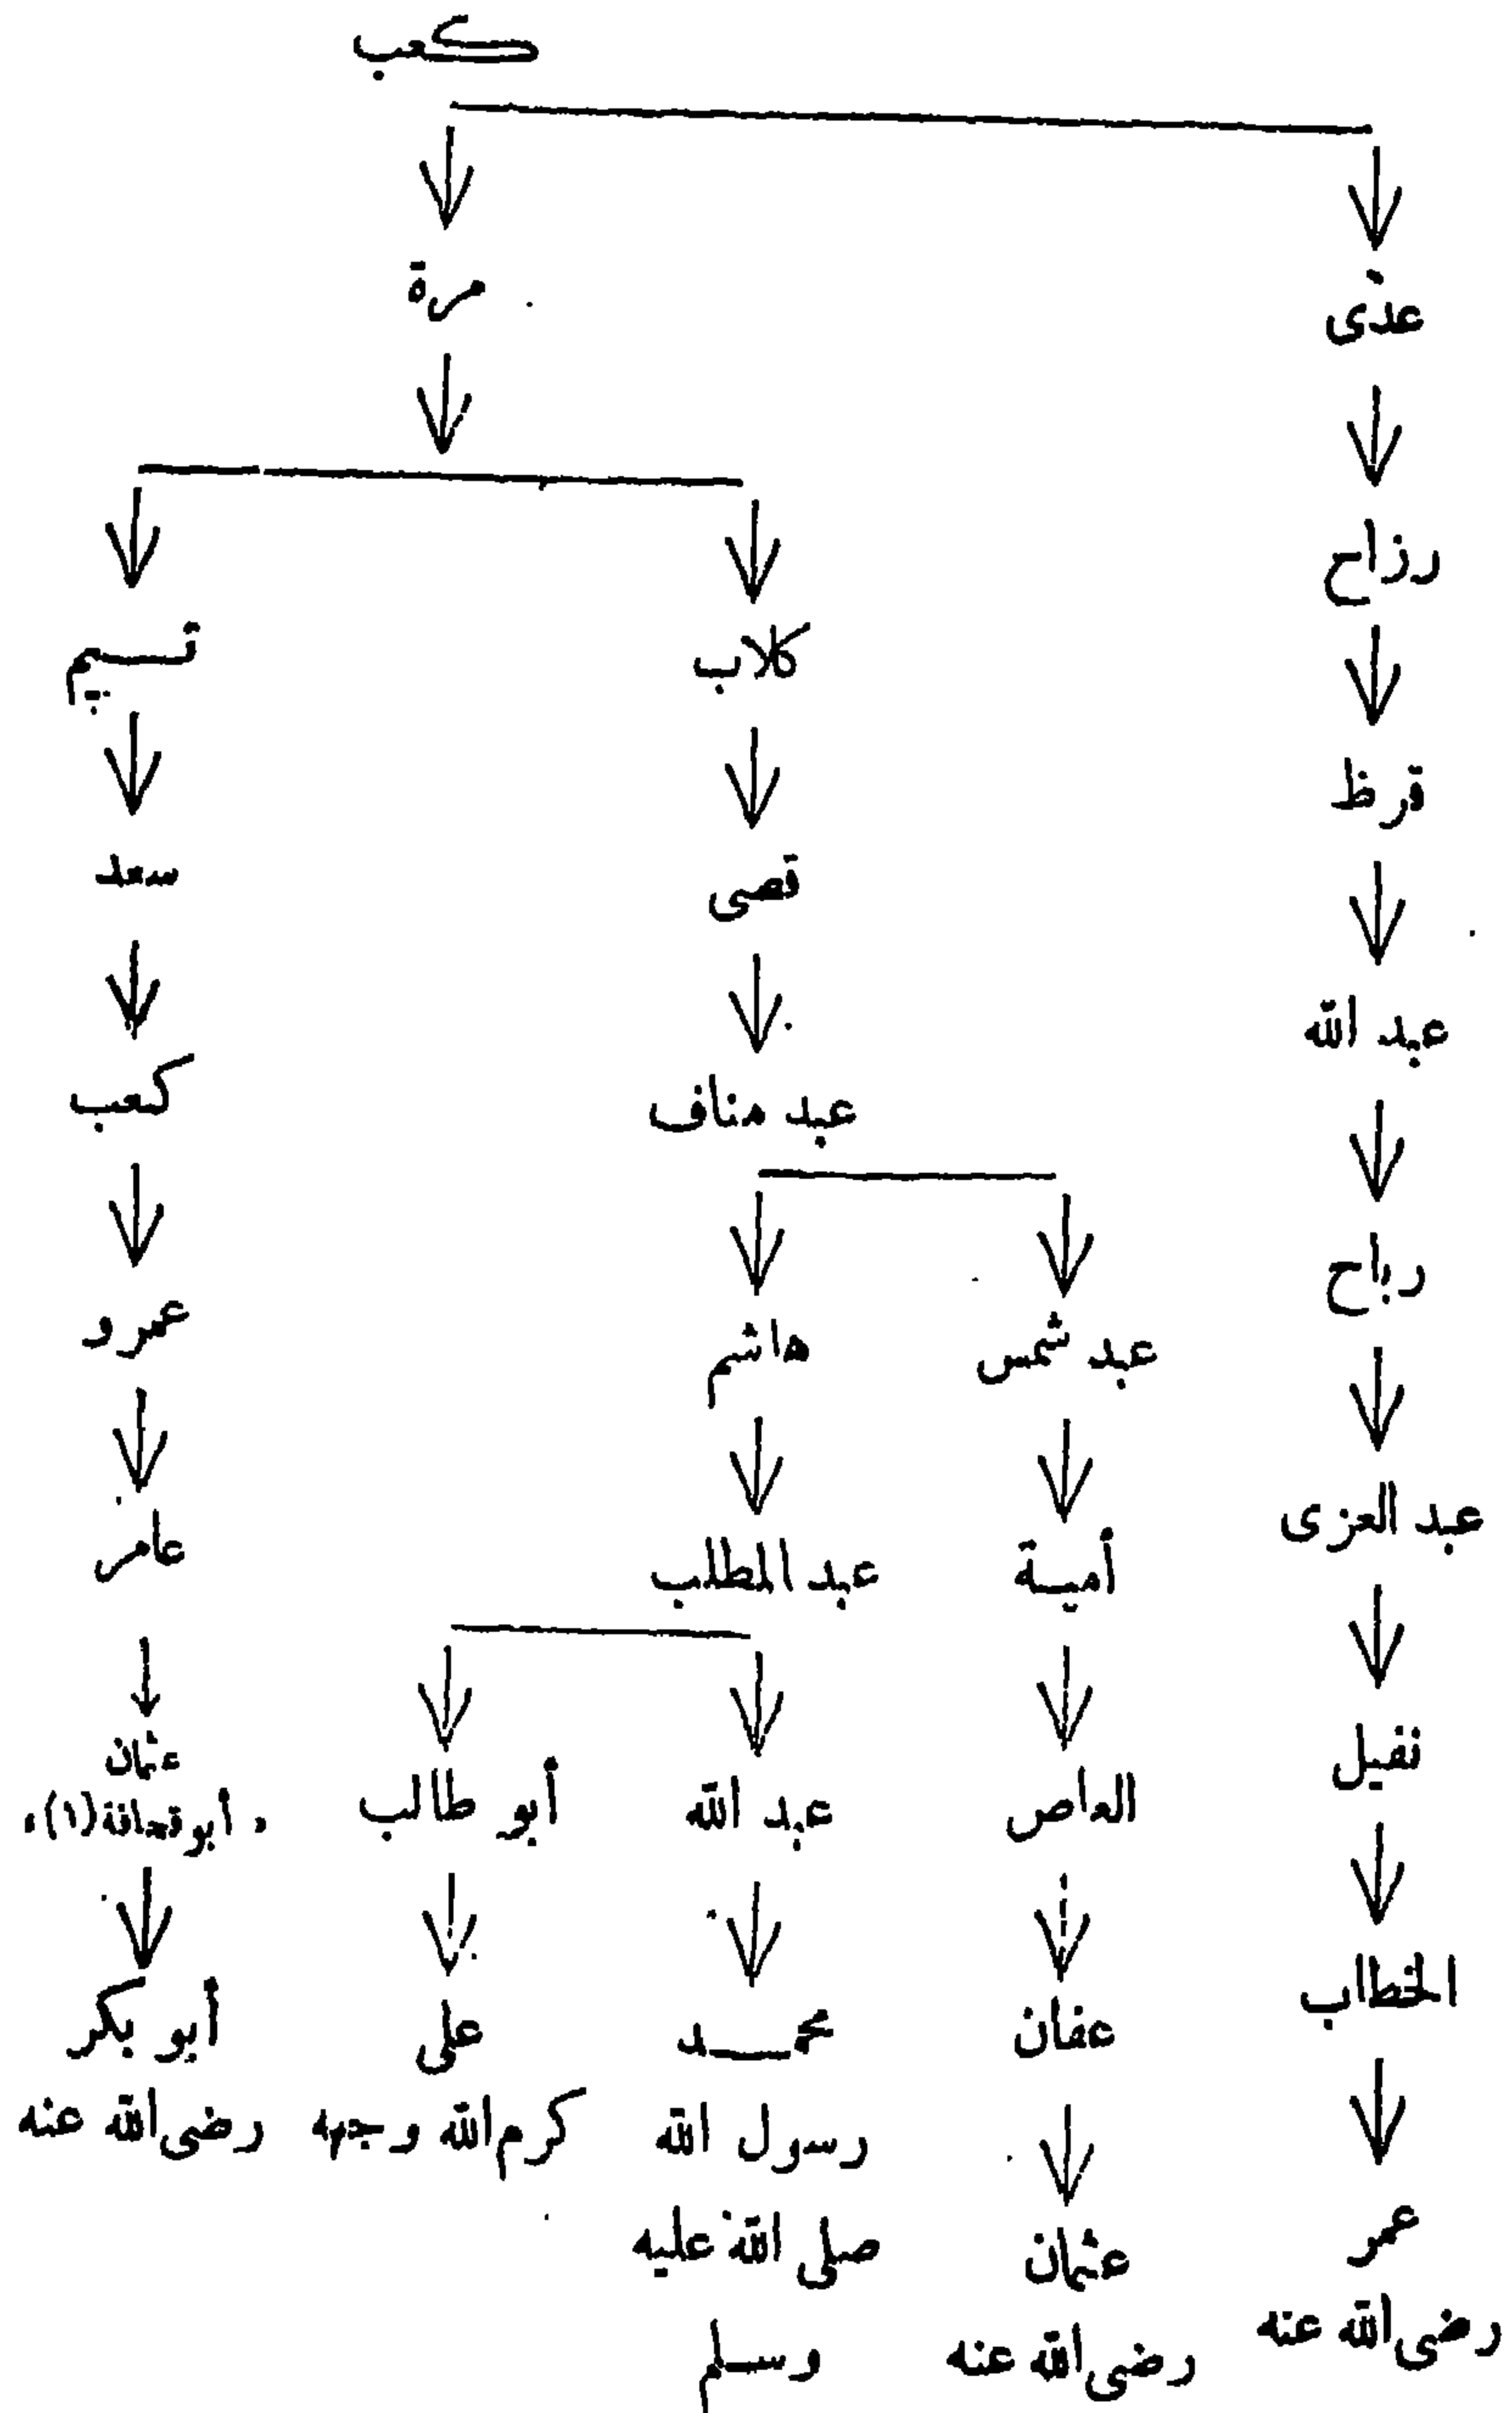 كعب
عدى
مرة
رزاح
كلاب
تيم
قرظ
قصى
سعد
عبد الله
عبد مناف
كعب
رباح
عبد شمس
هاشم
عمرو
عبد العزى
أمية
عبد المطلب
عامر
نفيل
العاص
عبد الله
أبو طالب
عثمان
« أبو قحافة (١) »
الخطاب
عفان
محمد
رسول الله
صلى الله عليه
وسلم
على
كرم الله وجهه
أبو بكر
رضى الله عنه
عمر
رضى الله عنه
عثمان
رضى الله عنه